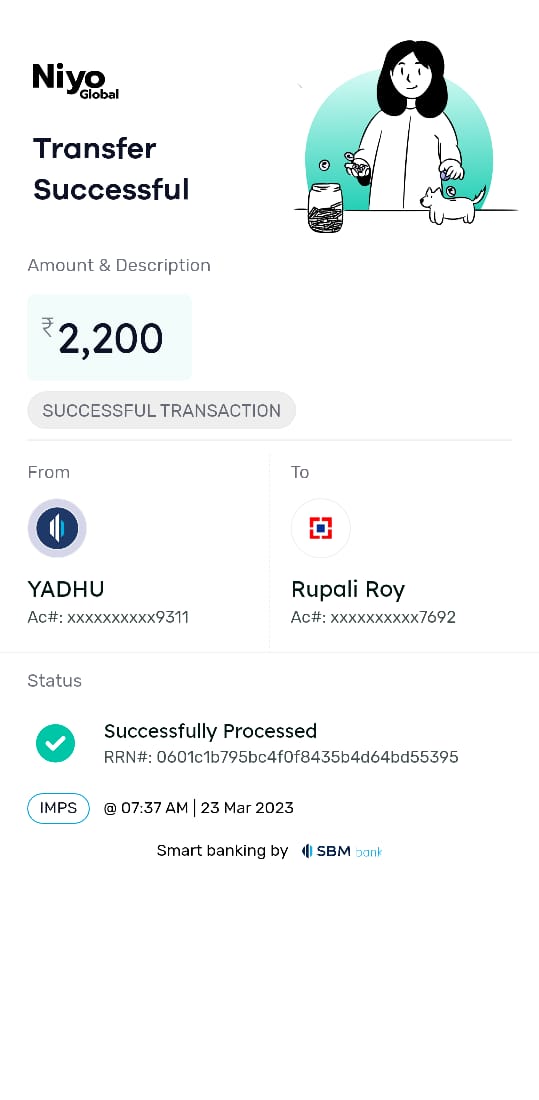 Niyo
Global
Transfer
Successful
Amount & Description
₹2,200
SUCCESSFUL TRANSACTION
From
To
YADHU
Rupali Roy
Ac#: xxxxxxxxxx9311
Ac#: xxxxxxxxxx7692
Status
Successfully Processed
RRN#: 0601c1b795bc4f0f8435b4d64bd55395
IMPS @ 07:37 AM | 23 Mar 2023
Smart banking by SBM bank